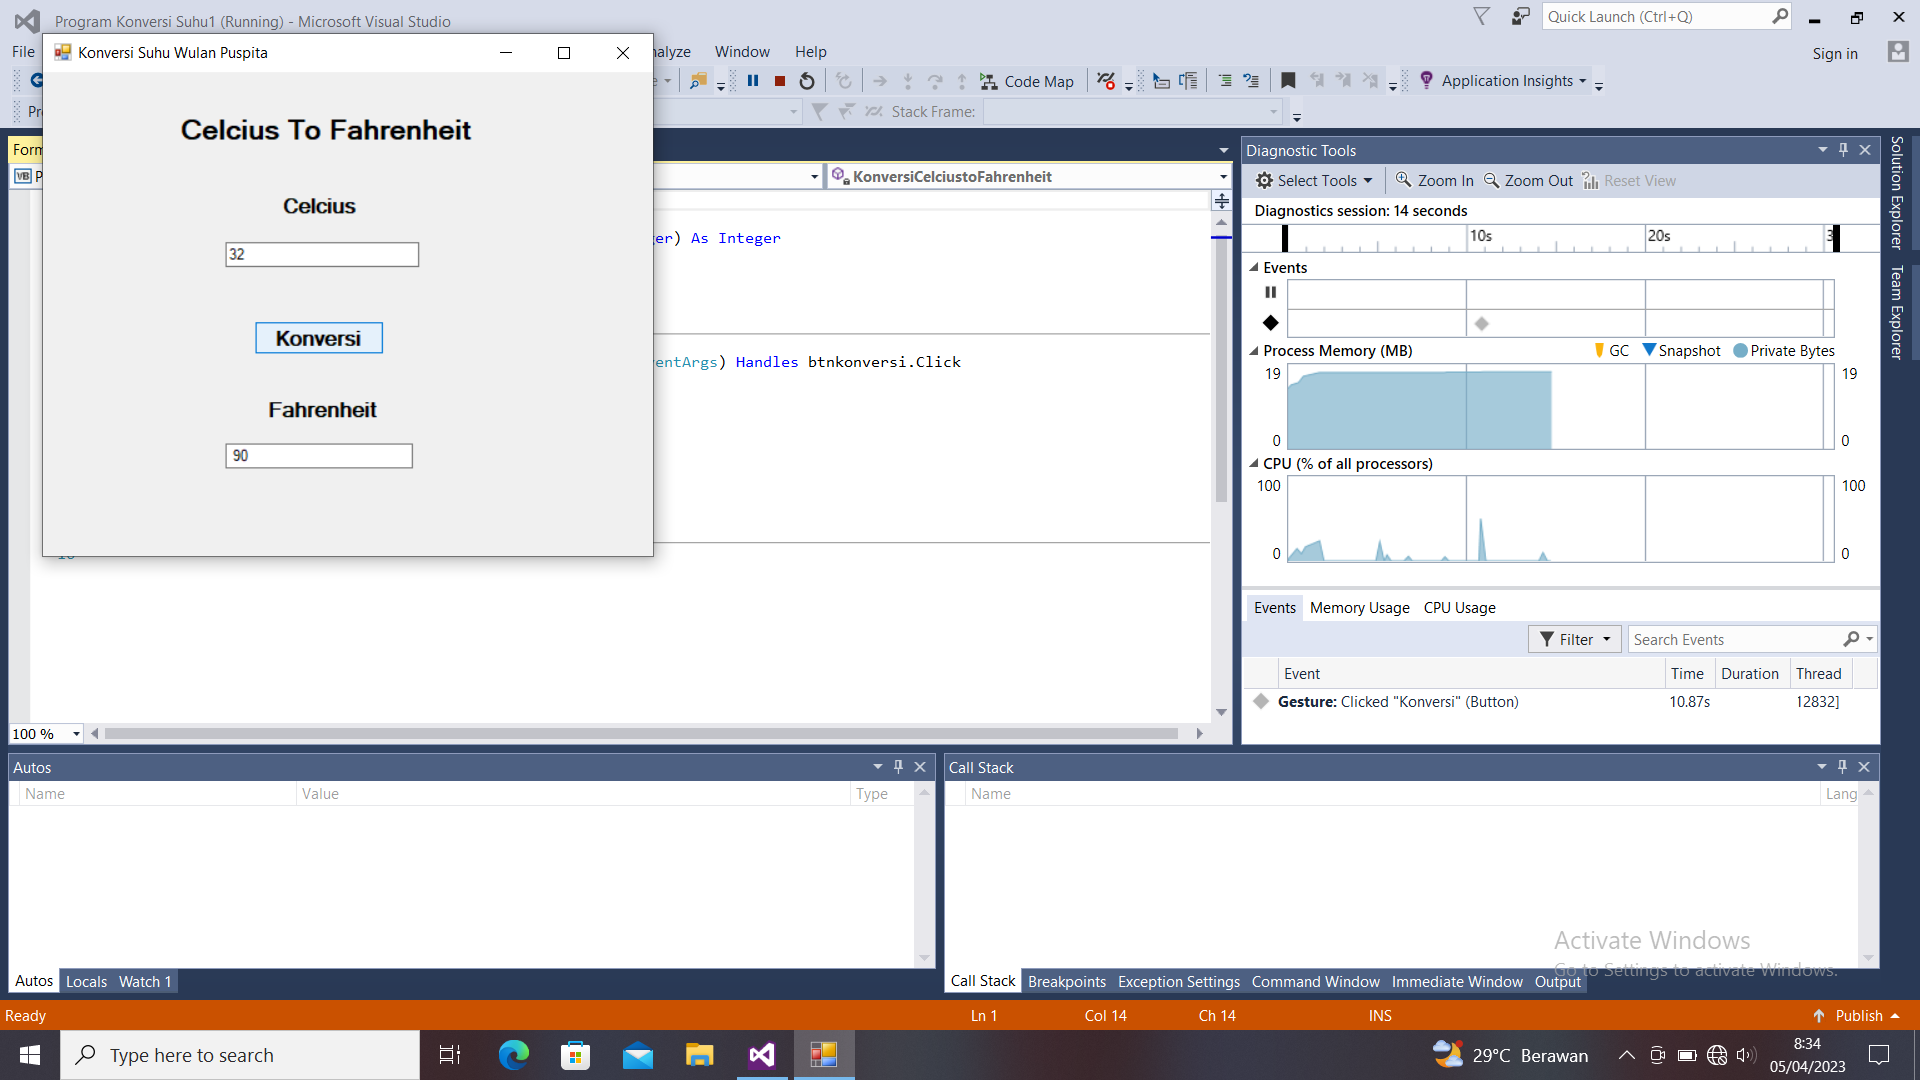 Program Konversi Suhu1 (Running) - Microsoft Visual Studio
Quick Launch (Ctrl+Q)
File
Window
Help
Sign in
Konversi Suhu Wulan Puspita
Code Map
Application Insights
Stack Frame:
Celcius To Fahrenheit
Celcius
32
Konversi
Fahrenheit
90
KonversiCelciustoFahrenheit
) As Integer
) Handles btnkonversi.Click
100 %
Diagnostic Tools
Select Tools
Zoom In
Zoom Out
Reset View
Diagnostics session: 14 seconds
10s
20s
Events
Process Memory (MB)
GC
Snapshot
Private Bytes
19
19
0
0
CPU (% of all processors)
100
100
0
0
Events
Memory Usage
CPU Usage
Filter
Search Events
Event
Time
Duration
Thread
Gesture: Clicked "Konversi" (Button)
10.87s
12832]
Solution Explorer
Team Explorer
Autos
Name
Value
Type
Autos
Locals
Watch 1
Call Stack
Name
Lang
Call Stack
Breakpoints
Exception Settings
Command Window
Immediate Window
Output
Activate Windows
Go to Settings to activate Windows.
Ready
Ln 1
Col 14
Ch 14
INS
Publish
Type here to search
29°C Berawan
8:34
05/04/2023